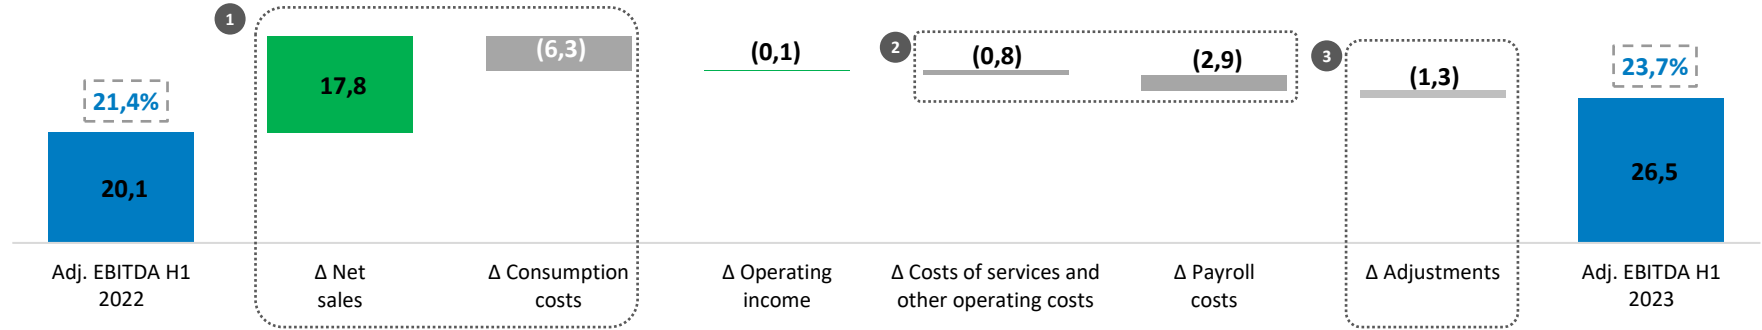 1
21,4%
20,1
17,8
(6,3)
(0,1)
2
(0,8)
(2,9)
3
(1,3)
23,7%
26,5
Adj. EBITDA H1
2022
Δ Net
sales
Δ Consumption
costs
Δ Operating
income
Δ Costs of services and
other operating costs
Δ Payroll
costs
Δ Adjustments
Adj. EBITDA H1
2023